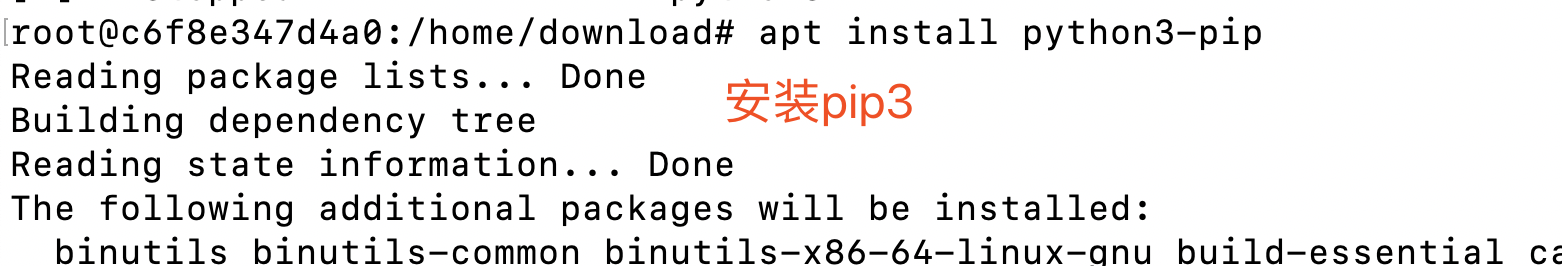 root@c6f8e347d4a0:/home/download# apt install python3-pip
Reading package lists... Done
安装pip3
Building dependency tree
Reading state information... Done
The following additional packages will be installed:
binutils binutils-common binutils-x86-64-linux-gnu build-essential